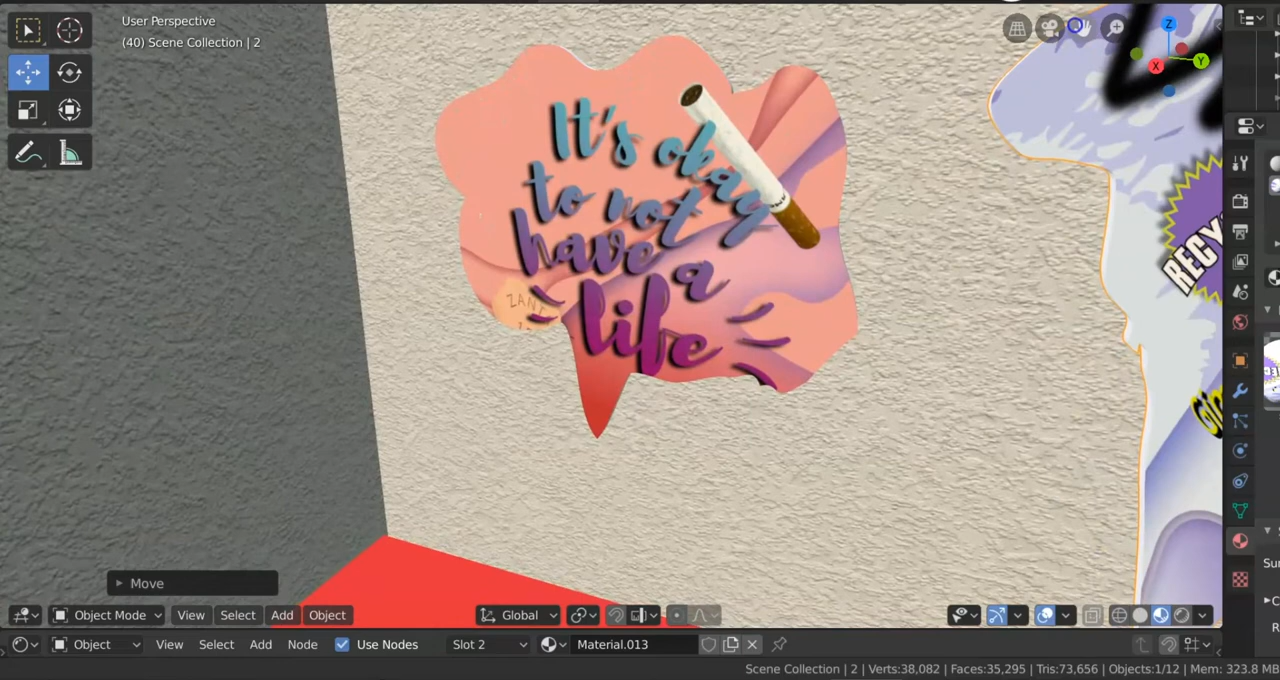 User Perspective
(40) Scene Collection | 2
It's okay
to not
have a
life
ZANE
RECY
Move
Object Mode
View
Select
Add
Object
Global
Object
View
Select
Add
Node
Use Nodes
Slot 2
Material.013
Scene Collection | 2 | Verts:38,082 | Faces:35,295 | Tris:73,656 | Objects:1/12 | Mem: 323.8 MB
X
Y
Z